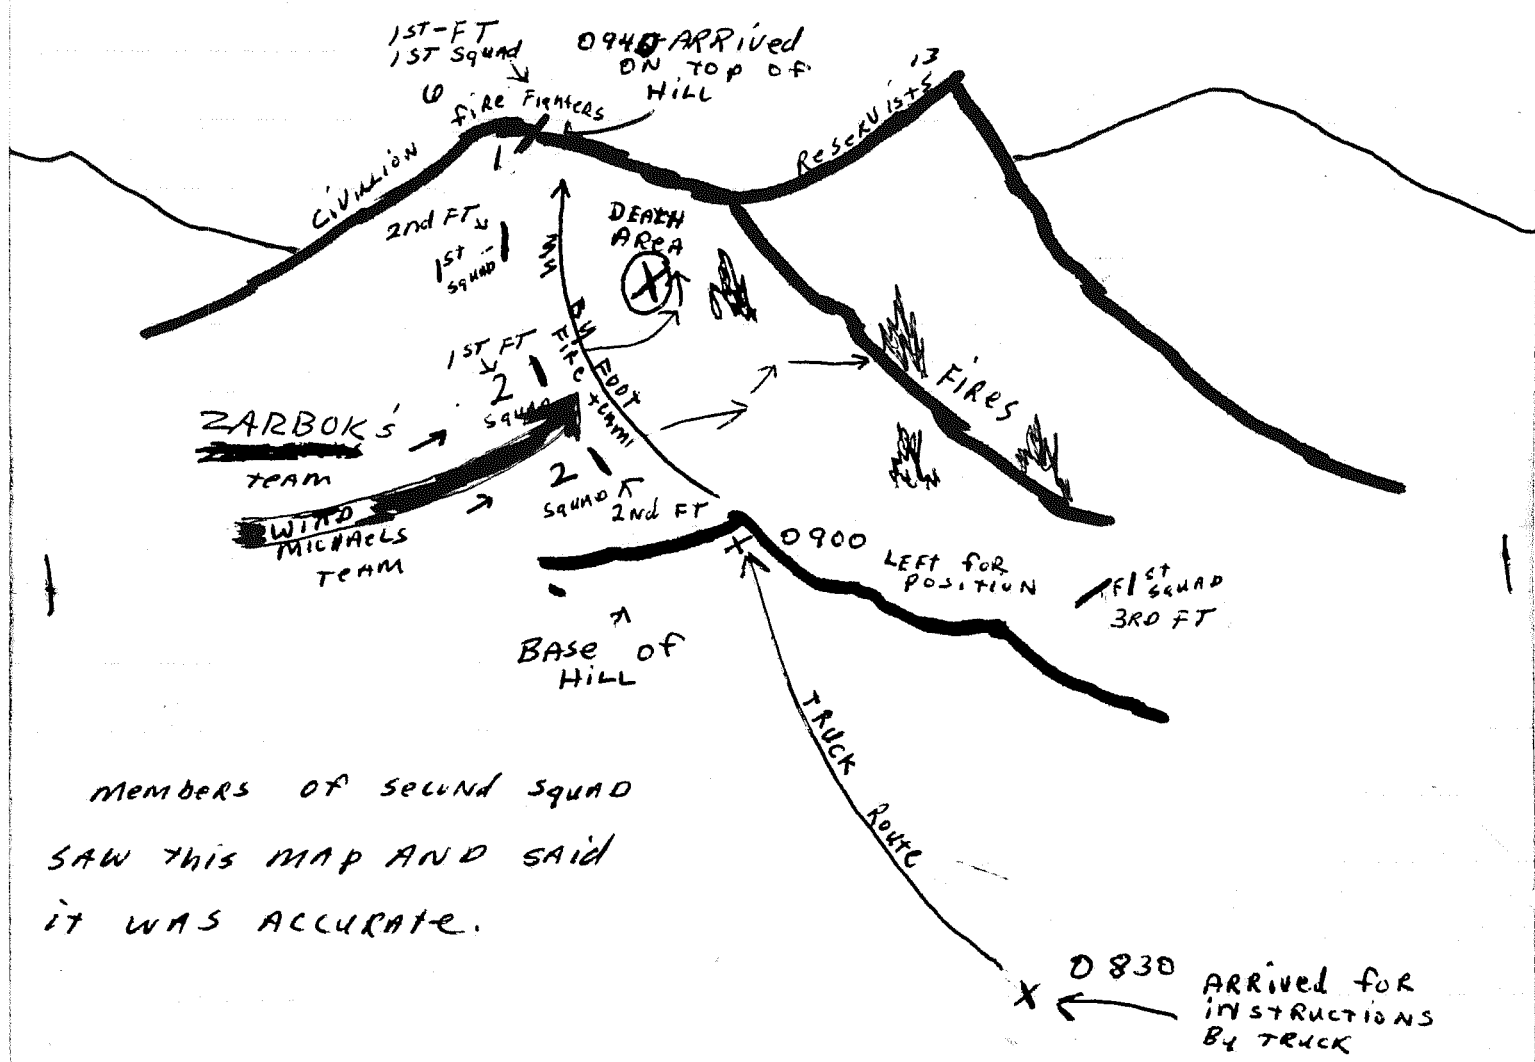 1ST-FT
1ST SQUAD
6
FIRE FIGHTERS
0940 ARRIVED
ON TOP OF
HILL
13
RESERVISTS
CIVILLION
1
2nd FT
1ST
SQUAD
DEATH
AREA
X
BY FOOT
FIRE
1ST FT
2
SQUAD
ZARBOK's
TEAM
2
SQUAD
2Nd FT
WIND
MICHAELS
TEAM
FIRES
X
0900
LEFT FOR
POSITION
1ST
SQUAD
3RD FT
BASE OF
HILL
TRUCK ROUTE
members of second SQUAD
SAW this MAP AND SAID
it WAS ACCURATE.
X
0830
ARRIVED FOR
INSTRUCTIONS
By TRUCK